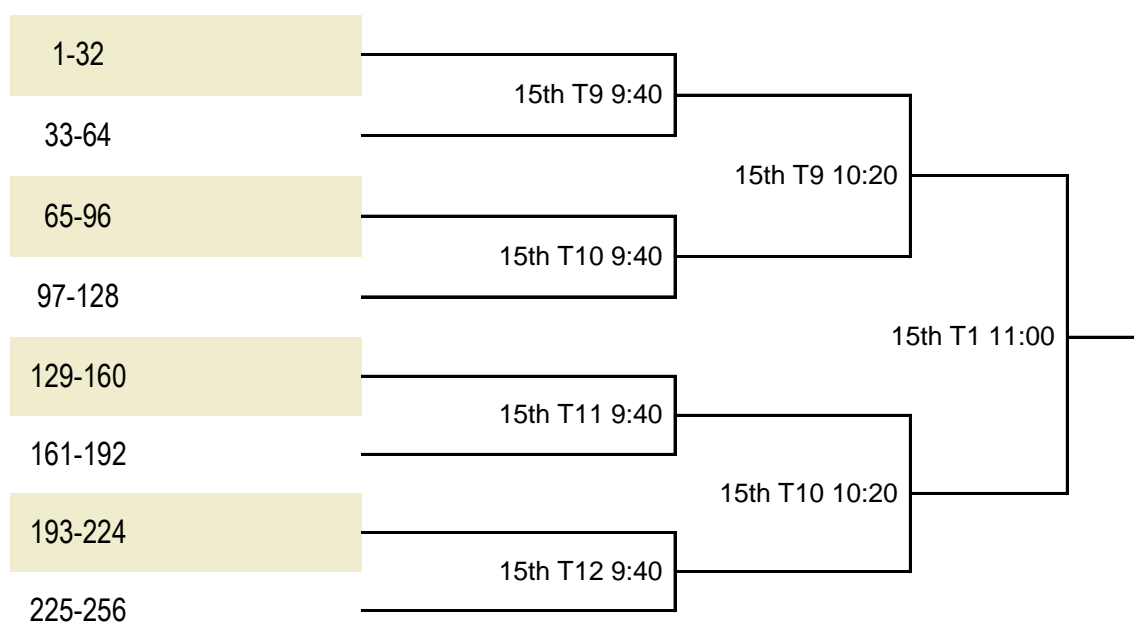 1-32
15th T9 9:40
33-64
15th T9 10:20
65-96
15th T10 9:40
97-128
15th T1 11:00
129-160
15th T11 9:40
161-192
15th T10 10:20
193-224
15th T12 9:40
225-256